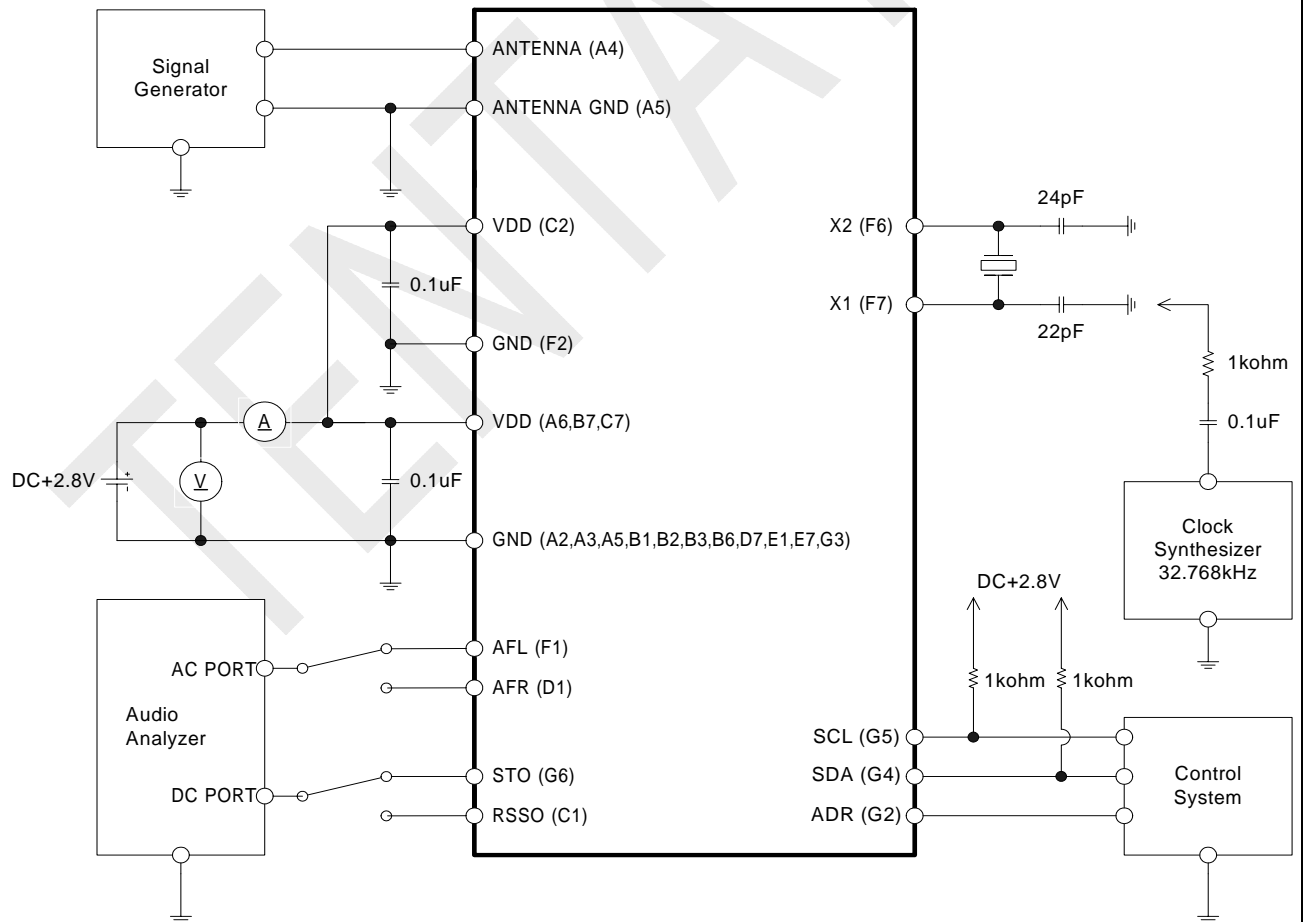 Signal
Generator
ANTENNA (A4)
ANTENNA GND (A5)
VDD (C2)
0.1uF
GND (F2)
VDD (A6,B7,C7)
A
V
DC+2.8V
+
-
0.1uF
GND (A2,A3,A5,B1,B2,B3,B6,D7,E1,E7,G3)
AC PORT
Audio
Analyzer
DC PORT
AFL (F1)
AFR (D1)
STO (G6)
RSSO (C1)
X2 (F6)
24pF
X1 (F7)
22pF
1kohm
0.1uF
Clock
Synthesizer
32.768kHz
DC+2.8V
1kohm
1kohm
SCL (G5)
SDA (G4)
ADR (G2)
Control
System
TENTA